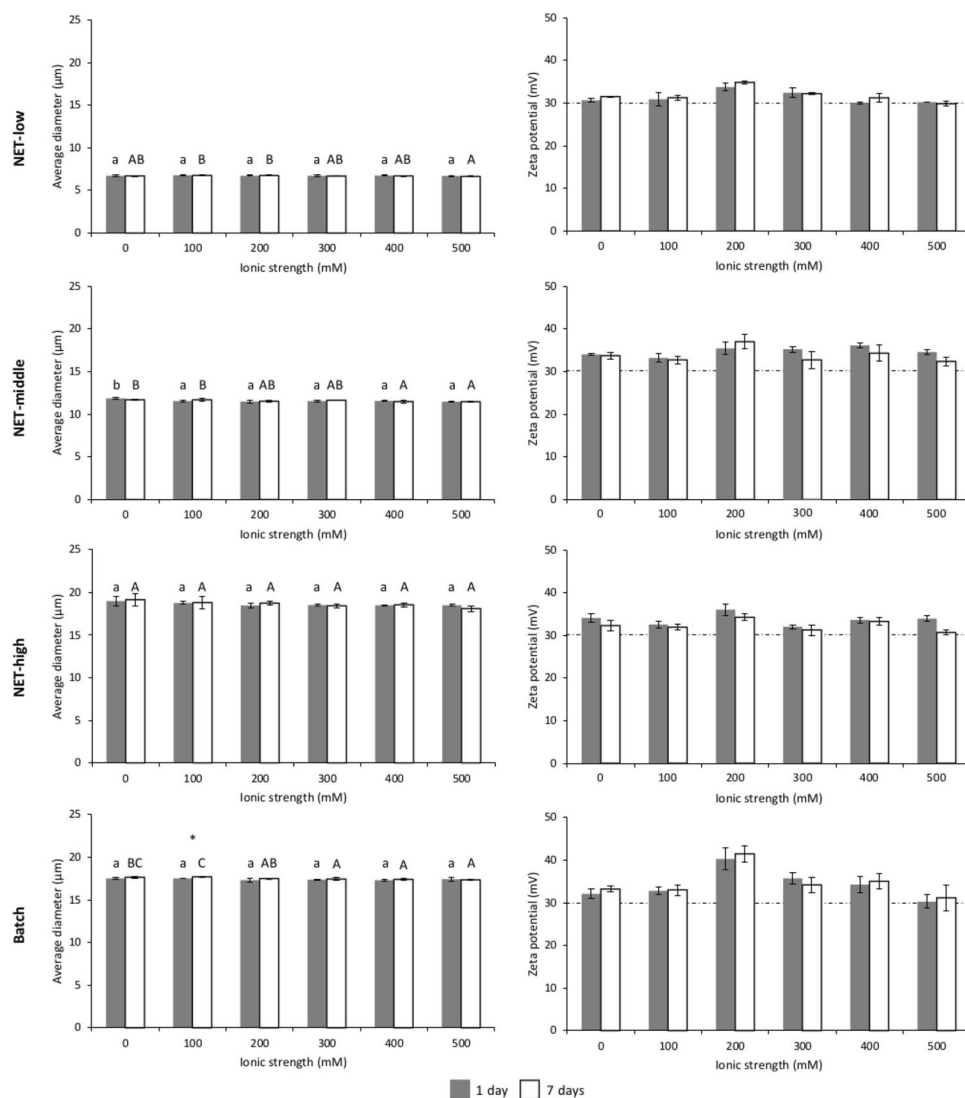 NET-low
Average diameter (µm)
25
20
15
10
5
0
a AB a B a B a AB a AB a A
0 100 200 300 400 500
Ionic strength (mM)
Zeta potential (mV)
50
40
30
20
10
0
0 100 200 300 400 500
Ionic strength (mM)
NET-middle
Average diameter (µm)
25
20
15
10
5
0
b B a B a AB a AB a A a A
0 100 200 300 400 500
Ionic strength (mM)
Zeta potential (mV)
50
40
30
20
10
0
0 100 200 300 400 500
Ionic strength (mM)
NET-high
Average diameter (µm)
25
20
15
10
5
0
a A a A a A a A a A a A
0 100 200 300 400 500
Ionic strength (mM)
Zeta potential (mV)
50
40
30
20
10
0
0 100 200 300 400 500
Ionic strength (mM)
Batch
Average diameter (µm)
25
20
15
10
5
0
*
a BC a C a AB a A a A a A
0 100 200 300 400 500
Ionic strength (mM)
Zeta potential (mV)
50
40
30
20
10
0
0 100 200 300 400 500
Ionic strength (mM)
1 day 7 days